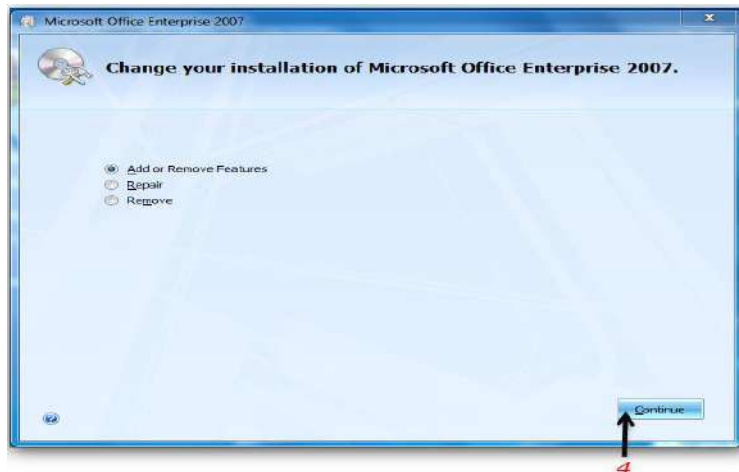 Microsoft Office Enterprise 2007
Change your installation of Microsoft Office Enterprise 2007.
Add or Remove Features
Repair
Remove
Continue
4